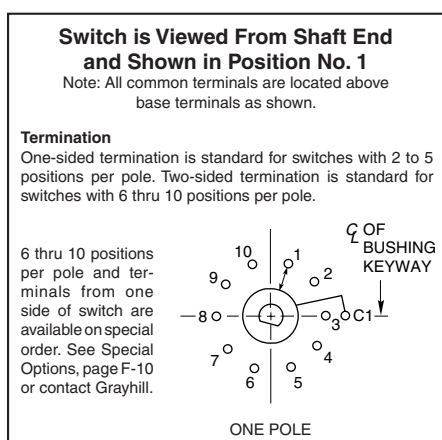 Switch is Viewed From Shaft End
and Shown in Position No. 1
Note: All common terminals are located above
base terminals as shown.
Termination
One-sided termination is standard for switches with 2 to 5
positions per pole. Two-sided termination is standard for
switches with 6 thru 10 positions per pole.
6 thru 10 positions
per pole and ter-
minals from one
side of switch are
available on special
order. See Special
Options, page F-10
or contact Grayhill.
℄ OF
BUSHING
KEYWAY
10
1
9
2
8
3
C1
7
4
6
5
ONE POLE